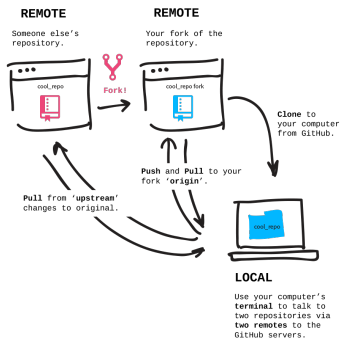 REMOTE
Someone else's
repository.
cool_repo
Fork!
REMOTE
Your fork of the
repository.
cool_repo fork
Clone to
your computer
from GitHub.
Push and Pull to your
fork 'origin'.
Pull from 'upstream'
changes to original.
cool_repo
LOCAL
Use your computer's
terminal to talk to
two repositories via
two remotes to the
GitHub servers.